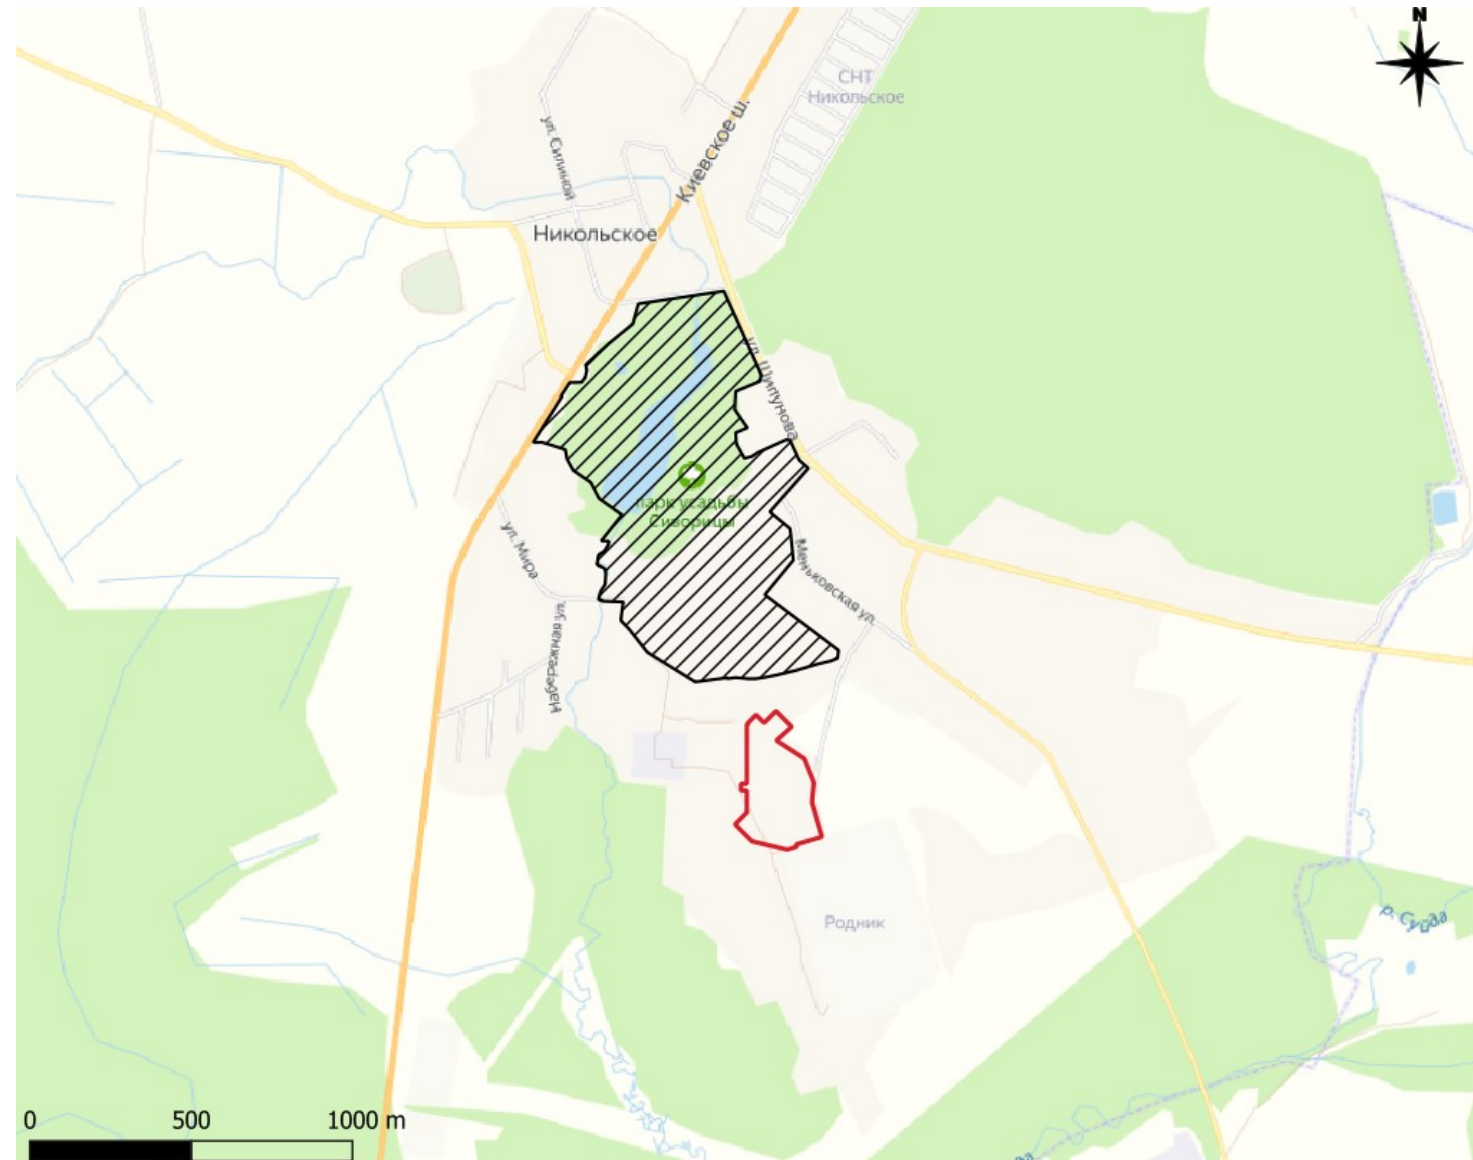 N
СНТ
Никольское
Киевское ш.
ул. Силиной
Никольское
ул. Шипунова
парк усадьбы
Сиворицы
ул. Мира
Меньковская ул.
Набережная ул.
Родник
р. Суйда
0 500 1000 m